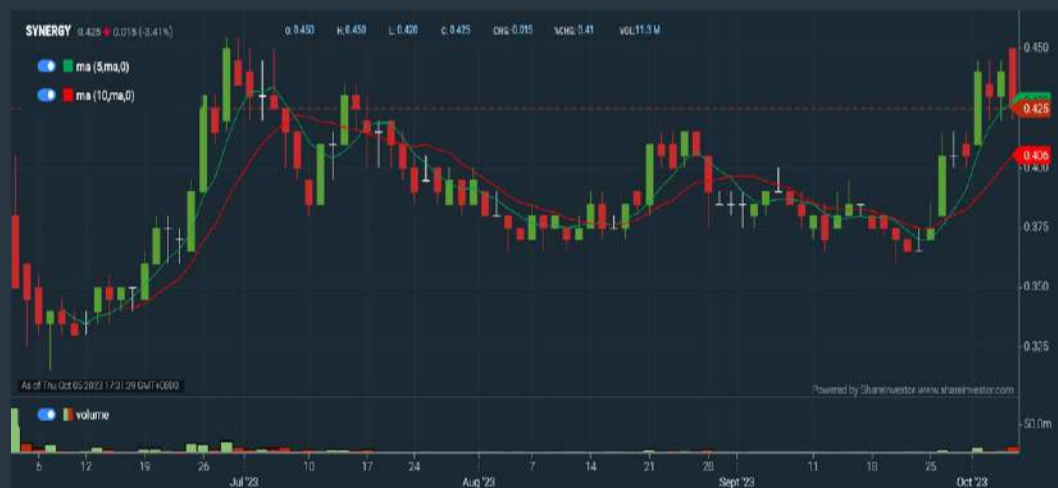 SYNERGY 0.425 0.015 (-3.41%) O: 0.450 H: 0.450 L: 0.420 C: 0.425 CHG:-0.015 %CHG:-3.41 VOL:11.3 M
ma (5,ma,0)
ma (10,ma,0)
0.450
0.425
0.406
0.400
0.375
0.350
0.325
As of Thu Oct 05 2023 17:31:39 GMT+0800
Powered by ShareInvestor www.shareinvestor.com
volume
50.0m
5 12 19 26 10 17 24 7 14 21 28 11 18 25
Jul '23 Aug '23 Sept '23 Oct '23